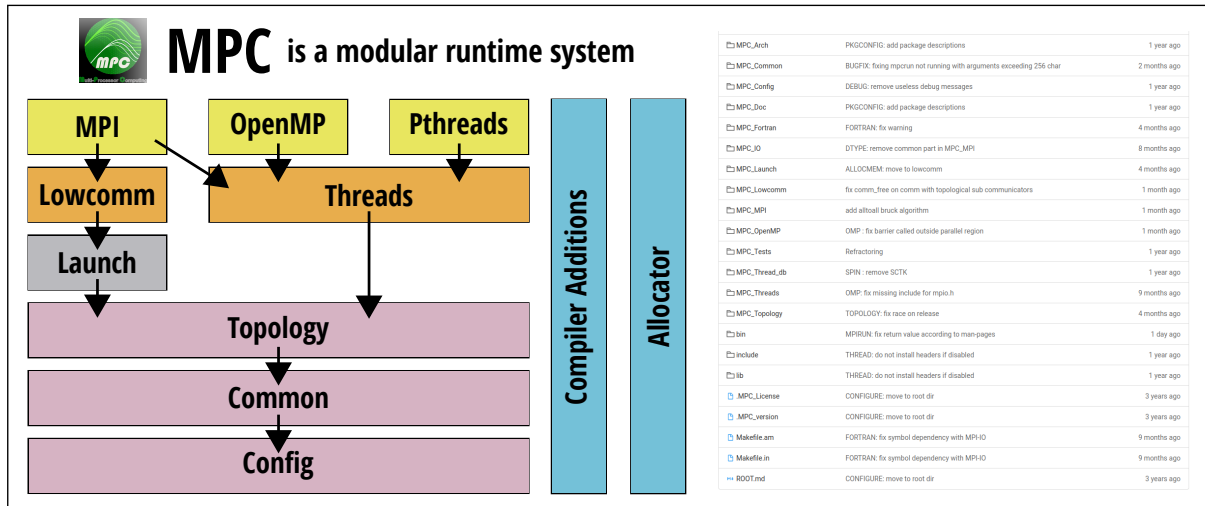 MPC
Multi-Processor Computing
MPC is a modular runtime system
MPI
OpenMP
Pthreads
Lowcomm
Threads
Launch
Topology
Common
Config
Compiler Additions
Allocator
MPC_Arch PKGCONFIG: add package descriptions 1 year ago
MPC_Common BUGFIX: fixing mpcrun not running with arguments exceeding 256 char 2 months ago
MPC_Config DEBUG: remove useless debug messages 1 year ago
MPC_Doc PKGCONFIG: add package descriptions 1 year ago
MPC_Fortran FORTRAN: fix warning 4 months ago
MPC_IO DTYPE: remove common part in MPC_MPI 8 months ago
MPC_Launch ALLOCMEM: move to lowcomm 4 months ago
MPC_Lowcomm fix comm_free on comm with topological sub communicators 1 month ago
MPC_MPI add alltoall bruck algorithm 1 month ago
MPC_OpenMP OMP : fix barrier called outside parallel region 1 month ago
MPC_Tests Refractoring 1 year ago
MPC_Thread_db SPIN : remove SCTK 1 year ago
MPC_Threads OMP: fix missing include for mpio.h 9 months ago
MPC_Topology TOPOLOGY: fix race on release 4 months ago
bin MPIRUN: fix return value according to man-pages 1 day ago
include THREAD: do not install headers if disabled 1 year ago
lib THREAD: do not install headers if disabled 1 year ago
.MPC_License CONFIGURE: move to root dir 3 years ago
.MPC_version CONFIGURE: move to root dir 3 years ago
Makefile.am FORTRAN: fix symbol dependency with MPI-IO 9 months ago
Makefile.in FORTRAN: fix symbol dependency with MPI-IO 9 months ago
ROOT.md CONFIGURE: move to root dir 3 years ago